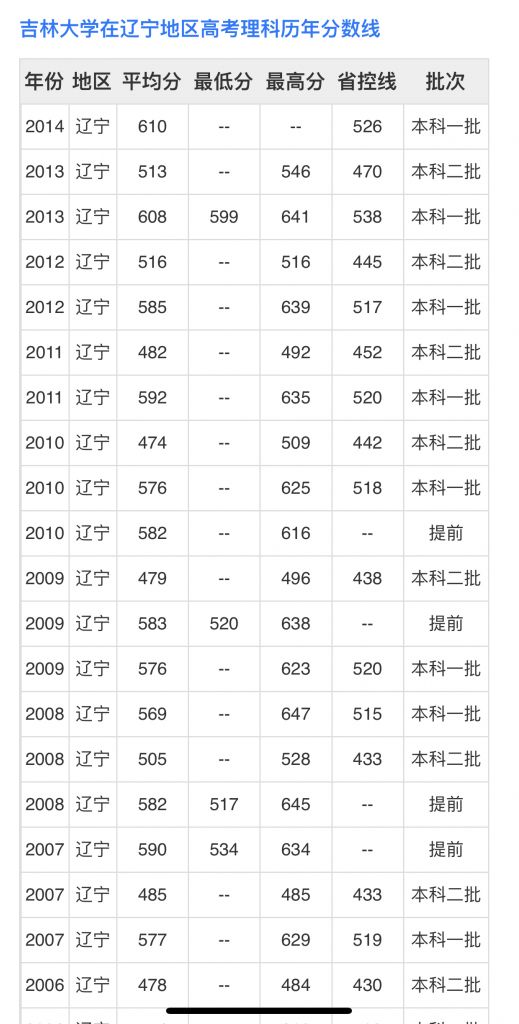 吉林大学在辽宁地区高考理科历年分数线
年份 地区 平均分 最低分 最高分 省控线 批次
2014 辽宁 610 -- -- 526 本科一批
2013 辽宁 513 -- 546 470 本科二批
2013 辽宁 608 599 641 538 本科一批
2012 辽宁 516 -- 516 445 本科二批
2012 辽宁 585 -- 639 517 本科一批
2011 辽宁 482 -- 492 452 本科二批
2011 辽宁 592 -- 635 520 本科一批
2010 辽宁 474 -- 509 442 本科二批
2010 辽宁 576 -- 625 518 本科一批
2010 辽宁 582 -- 616 -- 提前
2009 辽宁 479 -- 496 438 本科二批
2009 辽宁 583 520 638 -- 提前
2009 辽宁 576 -- 623 520 本科一批
2008 辽宁 569 -- 647 515 本科一批
2008 辽宁 505 -- 528 433 本科二批
2008 辽宁 582 517 645 -- 提前
2007 辽宁 590 534 634 -- 提前
2007 辽宁 485 -- 485 433 本科二批
2007 辽宁 577 -- 629 519 本科一批
2006 辽宁 478 -- 484 430 本科二批